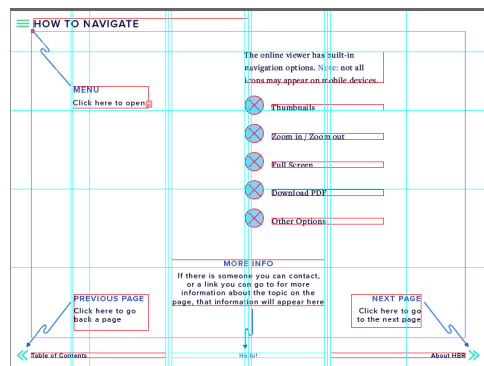 HOW TO NAVIGATE
The online viewer has built-in
navigation options. Note: not all
icons may appear on mobile devices.
MENU
Click here to open
Thumbnails
Zoom in / Zoom out
Full Screen
Download PDF
Other Options
MORE INFO
If there is someone you can contact,
or a link you can go to for more
information about the topic on the
page, that information will appear here
PREVIOUS PAGE
Click here to go
back a page
NEXT PAGE
Click here to go
to the next page
Table of Contents
Hello!
About HBR